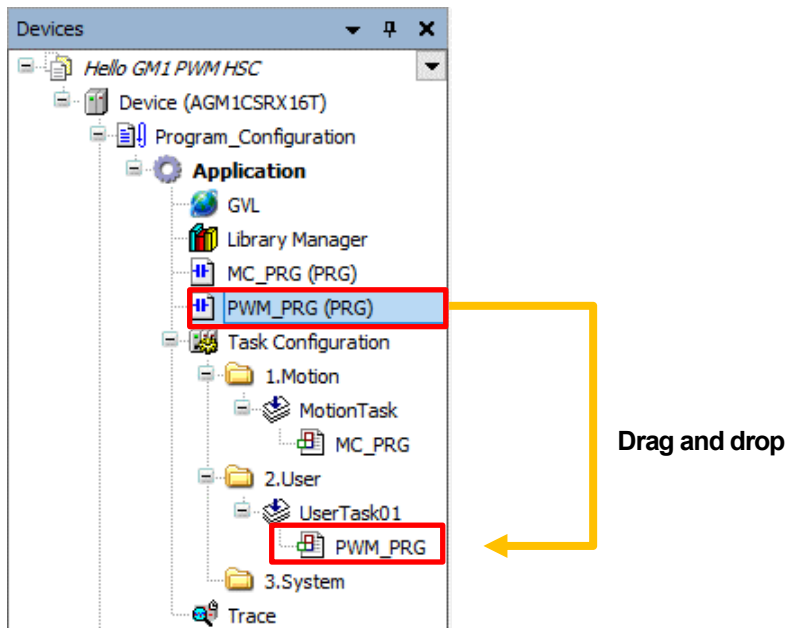 Devices
Hello GM1 PWM HSC
Device (AGM1CSRX16T)
Program_Configuration
Application
GVL
Library Manager
MC_PRG (PRG)
PWM_PRG (PRG)
Task Configuration
1.Motion
MotionTask
MC_PRG
Drag and drop
2.User
UserTask01
PWM_PRG
3.System
Trace